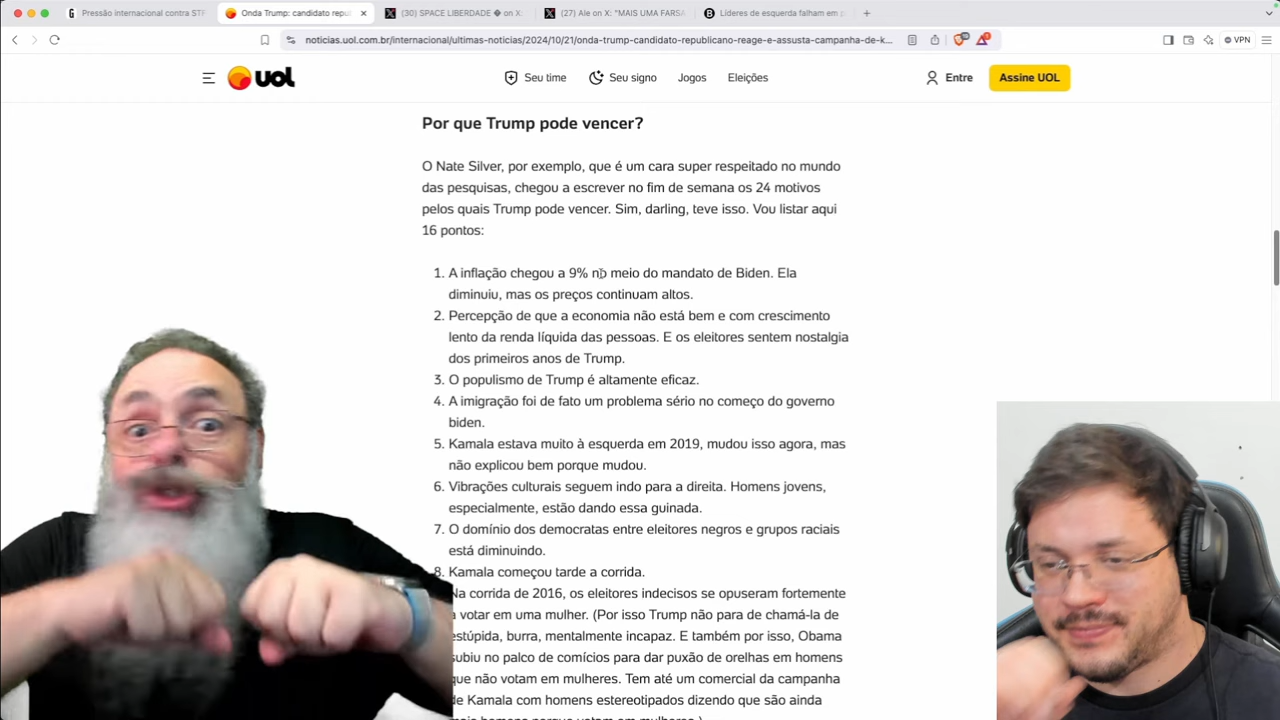 Pressão internacional contra STF
Onda Trump: candidato repu
(30) SPACE LIBERDADE � on X:
(27) Ale on X: "MAIS UMA FARSA
Líderes de esquerda falham em p
noticias.uol.com.br/internacional/ultimas-noticias/2024/10/21/onda-trump-candidato-republicano-reage-e-assusta-campanha-de-k...
VPN
uol
Seu time
Seu signo
Jogos
Eleições
Entre
Assine UOL
Por que Trump pode vencer?
O Nate Silver, por exemplo, que é um cara super respeitado no mundo
das pesquisas, chegou a escrever no fim de semana os 24 motivos
pelos quais Trump pode vencer. Sim, darling, teve isso. Vou listar aqui
16 pontos:
1. A inflação chegou a 9% no meio do mandato de Biden. Ela
diminuiu, mas os preços continuam altos.
2. Percepção de que a economia não está bem e com crescimento
lento da renda líquida das pessoas. E os eleitores sentem nostalgia
dos primeiros anos de Trump.
3. O populismo de Trump é altamente eficaz.
4. A imigração foi de fato um problema sério no começo do governo
biden.
5. Kamala estava muito à esquerda em 2019, mudou isso agora, mas
não explicou bem porque mudou.
6. Vibrações culturais seguem indo para a direita. Homens jovens,
especialmente, estão dando essa guinada.
7. O domínio dos democratas entre eleitores negros e grupos raciais
está diminuindo.
8. Kamala começou tarde a corrida.
Na corrida de 2016, os eleitores indecisos se opuseram fortemente
a votar em uma mulher. (Por isso Trump não para de chamá-la de
estúpida, burra, mentalmente incapaz. E também por isso, Obama
subiu no palco de comícios para dar puxão de orelhas em homens
que não votam em mulheres. Tem até um comercial da campanha
de Kamala com homens estereotipados dizendo que são ainda
mais homens porque votam em mulheres.)